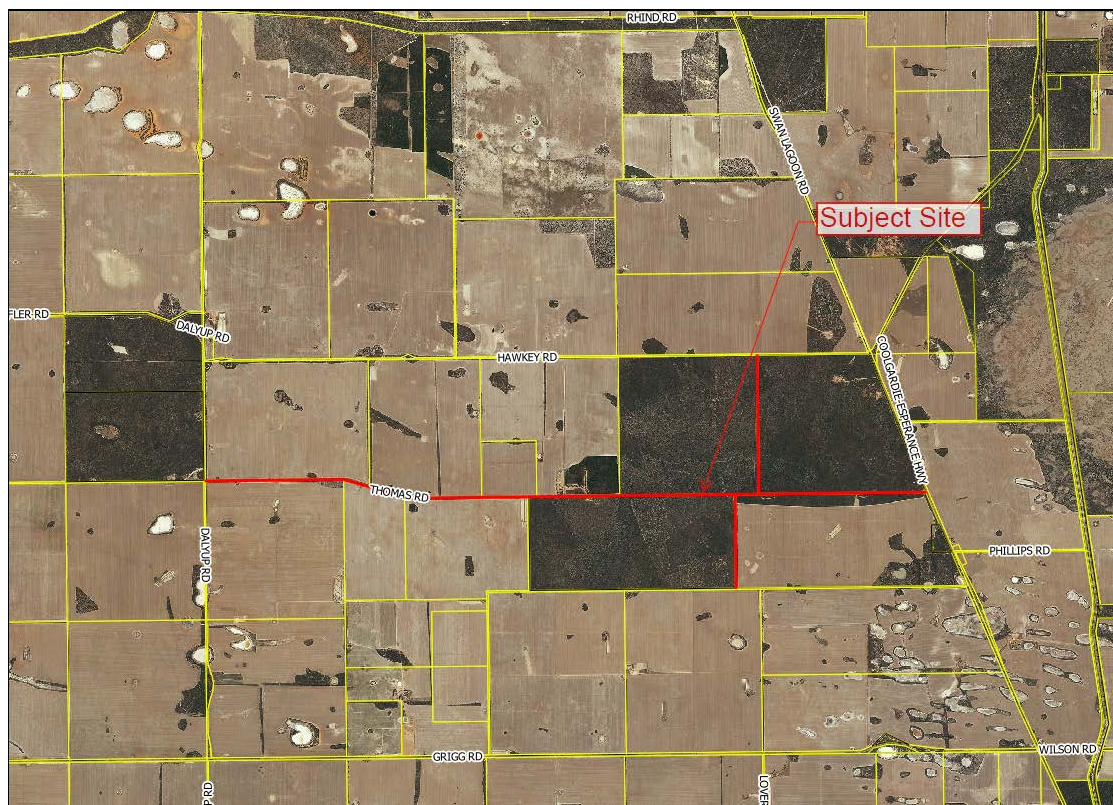 RHIND RD
SWAN LAGOON RD
Subject Site
FLER RD
DALYUP RD
HAWKEY RD
COOLGARDIE-ESPERANCE HWY
THOMAS RD
DALYUP RD
PHILLIPS RD
GRIGG RD
WILSON RD
P RD
LOVER